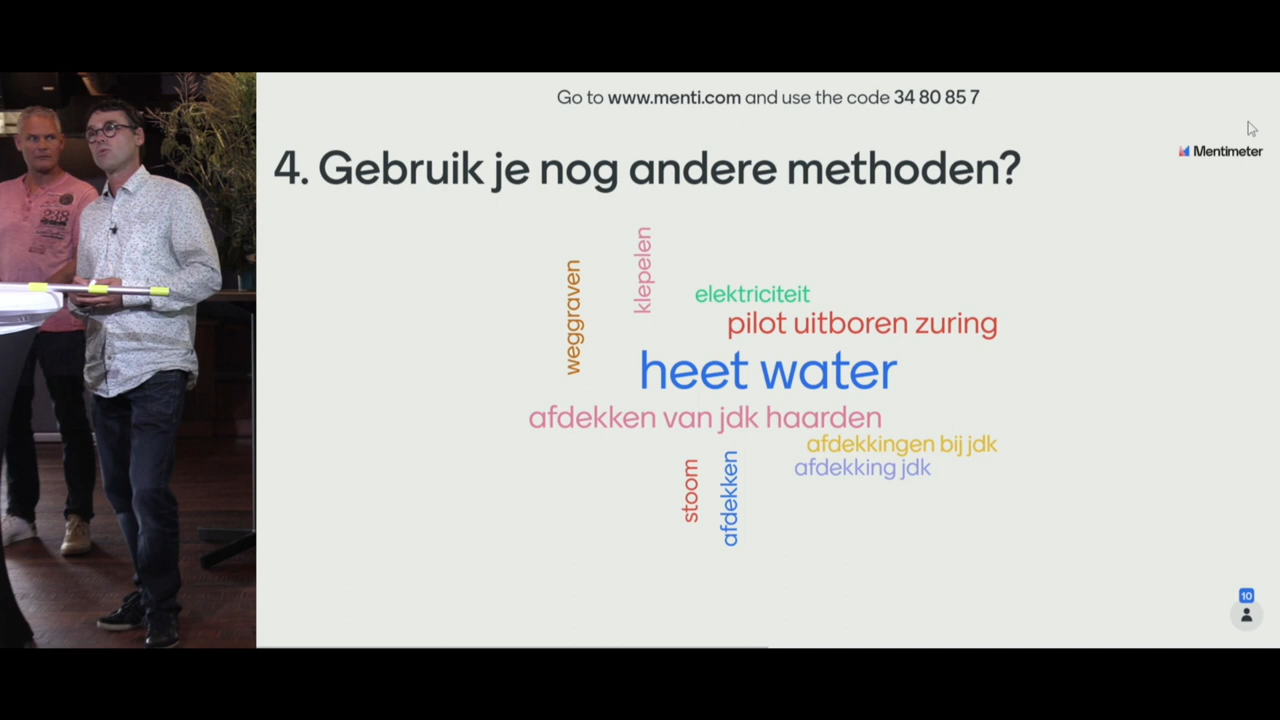 Go to www.menti.com and use the code 34 80 85 7
Mentimeter
4. Gebruik je nog andere methoden?
weggraven
klepelen
elektriciteit
pilot uitboren zuring
heet water
afdekken van jdk haarden
afdekkingen bij jdk
afdekking jdk
stoom
afdekken
10